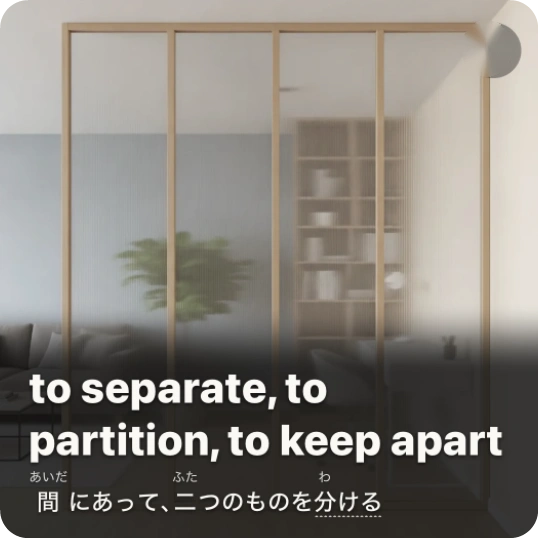 to separate, to
partition, to keep apart
あいだ ふた わ
間 にあって、二つのものを分ける